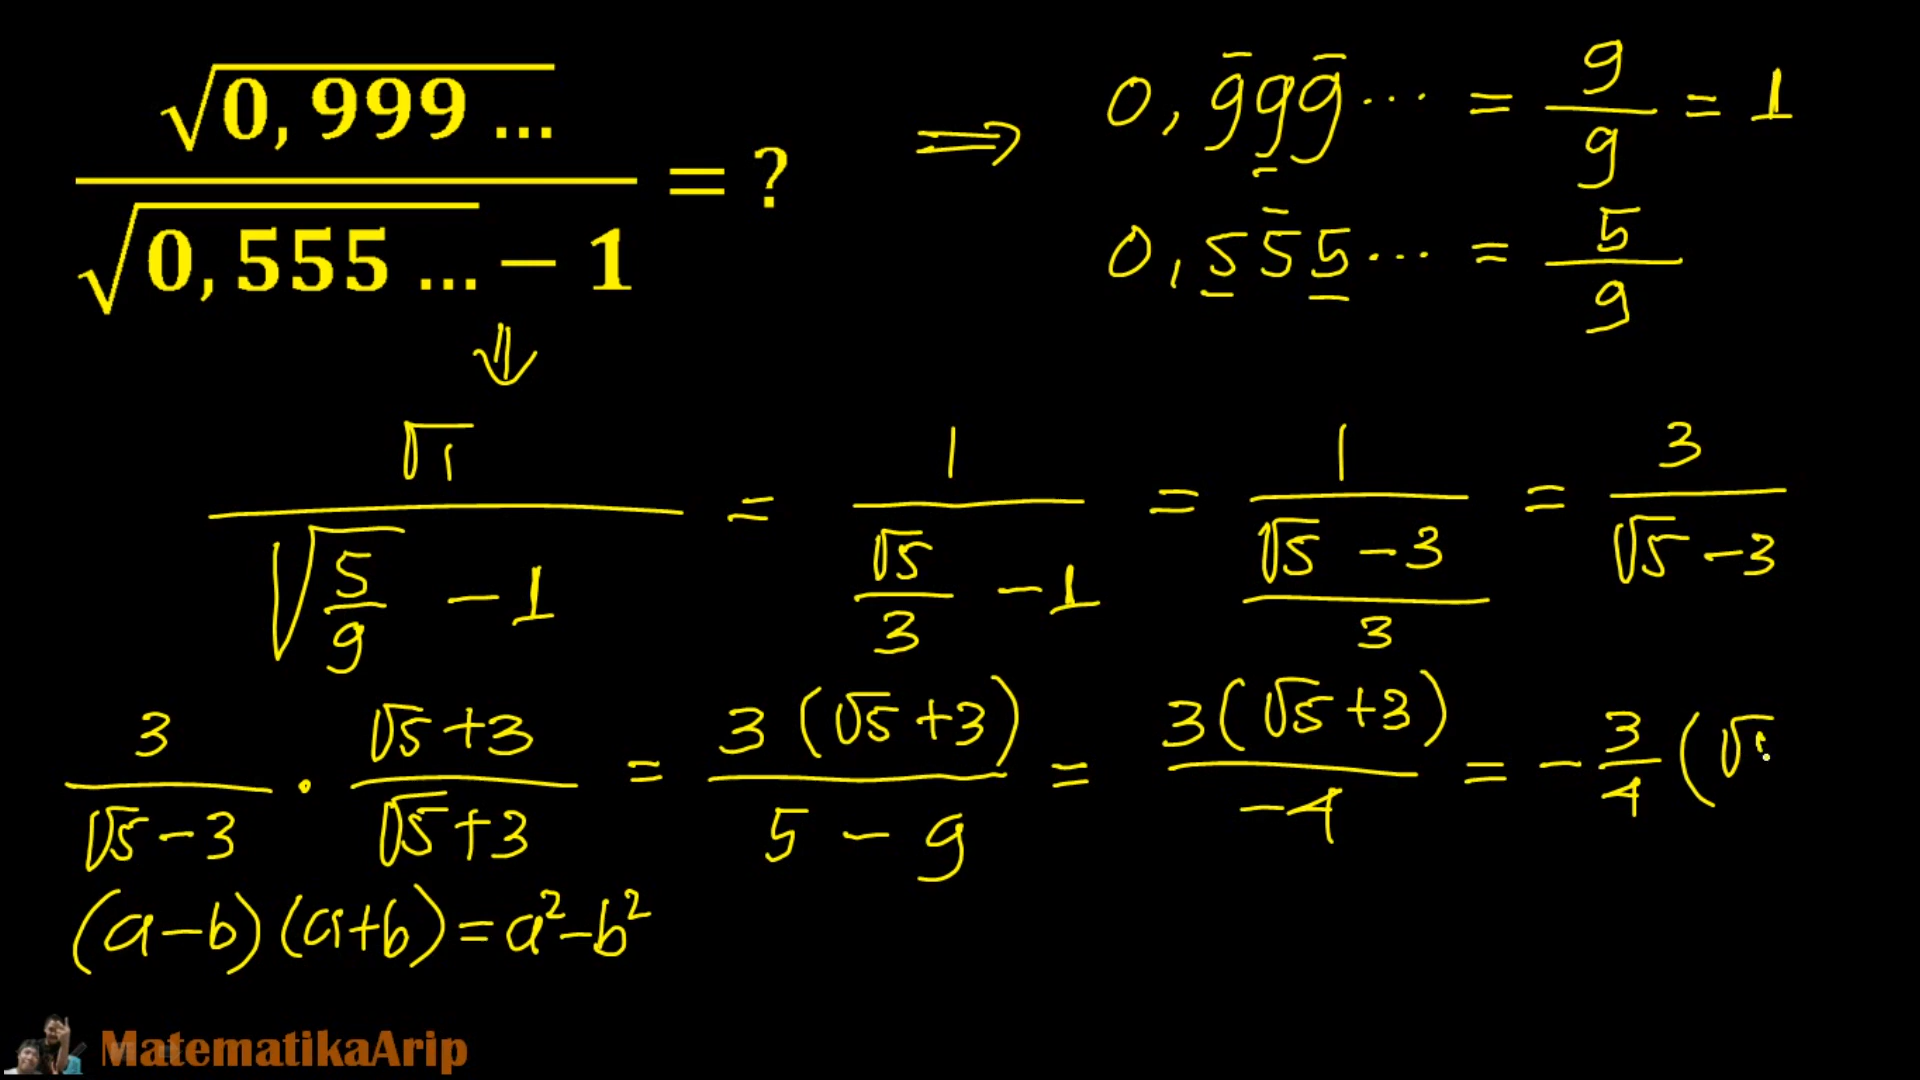 √0,999... / (√0,555... − 1) = ? ⟹ 0,999... = 9/9 = 1
0,555... = 5/9
⇓
√1 / (√(5/9) − 1) = 1 / (√5/3 − 1) = 1 / ((√5 − 3)/3) = 3 / (√5 − 3)
3 / (√5 − 3) · (√5 + 3) / (√5 + 3) = 3(√5 + 3) / (5 − 9) = 3(√5 + 3) / −4 = −3/4 (√
(a − b)(a + b) = a² − b²
MatematikaArip